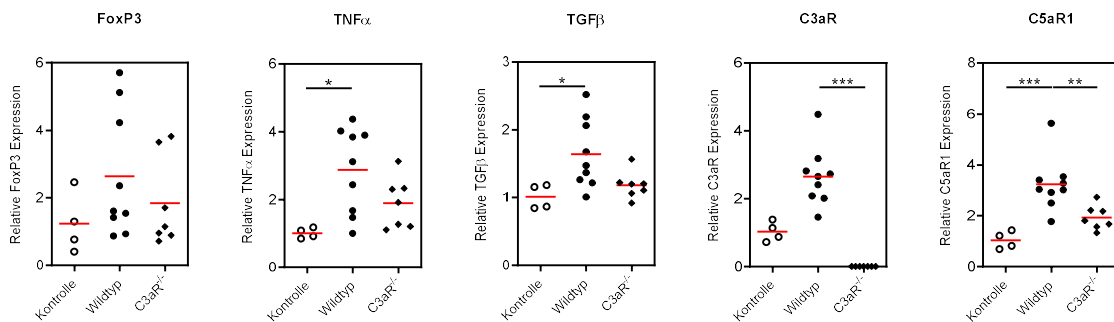 FoxP3
TNFα
TGFβ
C3aR
C5aR1
Relative FoxP3 Expression
6
4
2
0
Kontrolle
Wildtyp
C3aR-/-
Relative TNFα Expression
6
4
2
0
*
Kontrolle
Wildtyp
C3aR-/-
Relative TGFβ Expression
3
2
1
0
*
Kontrolle
Wildtyp
C3aR-/-
Relative C3aR Expression
6
4
2
0
***
Kontrolle
Wildtyp
C3aR-/-
Relative C5aR1 Expression
8
6
4
2
0
*** **
Kontrolle
Wildtyp
C3aR-/-